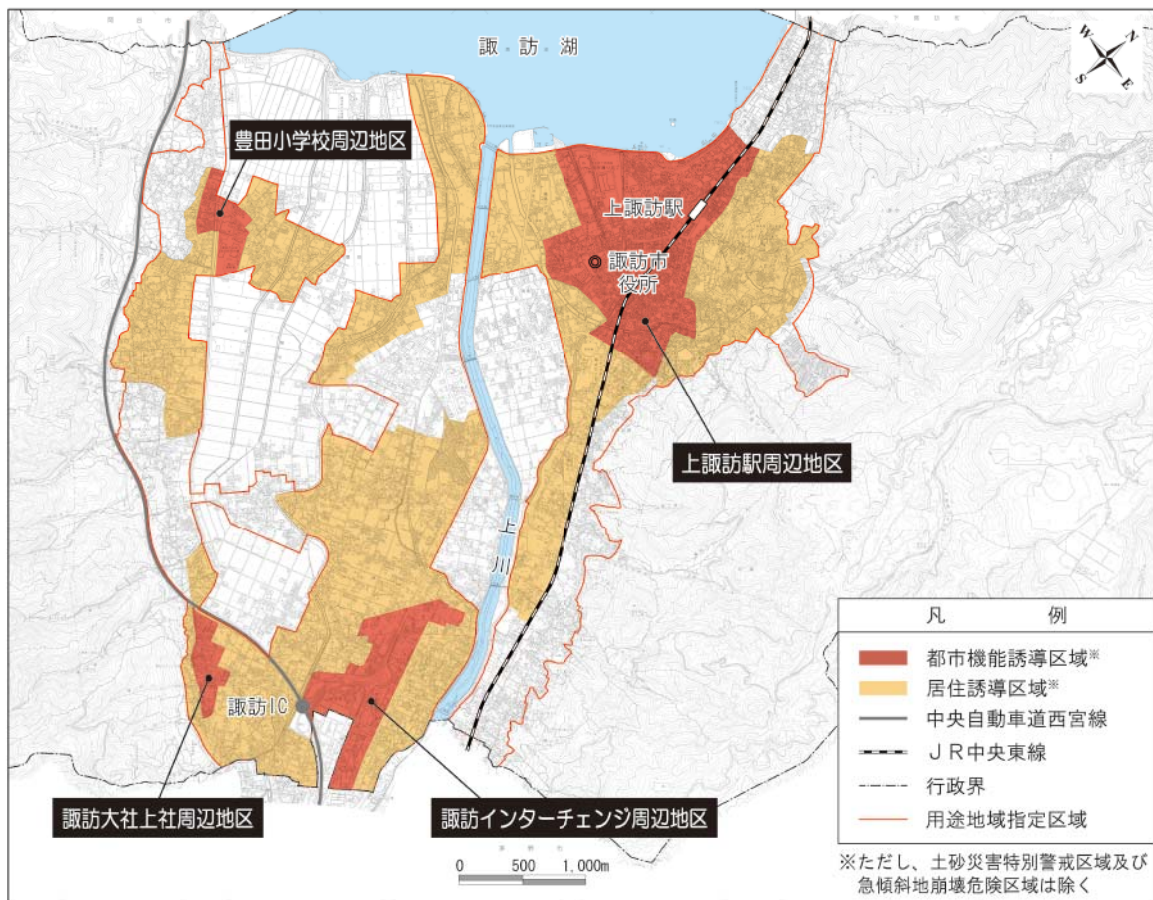 諏訪湖
W
N
S
E
豊田小学校周辺地区
上諏訪駅
諏訪市
役所
上諏訪駅周辺地区
上川
諏訪IC
諏訪大社上社周辺地区
諏訪インターチェンジ周辺地区
0 500 1,000m
凡 例
都市機能誘導区域※
居住誘導区域※
中央自動車道西宮線
JR中央東線
行政界
用途地域指定区域
※ただし、土砂災害特別警戒区域及び
急傾斜地崩壊危険区域は除く